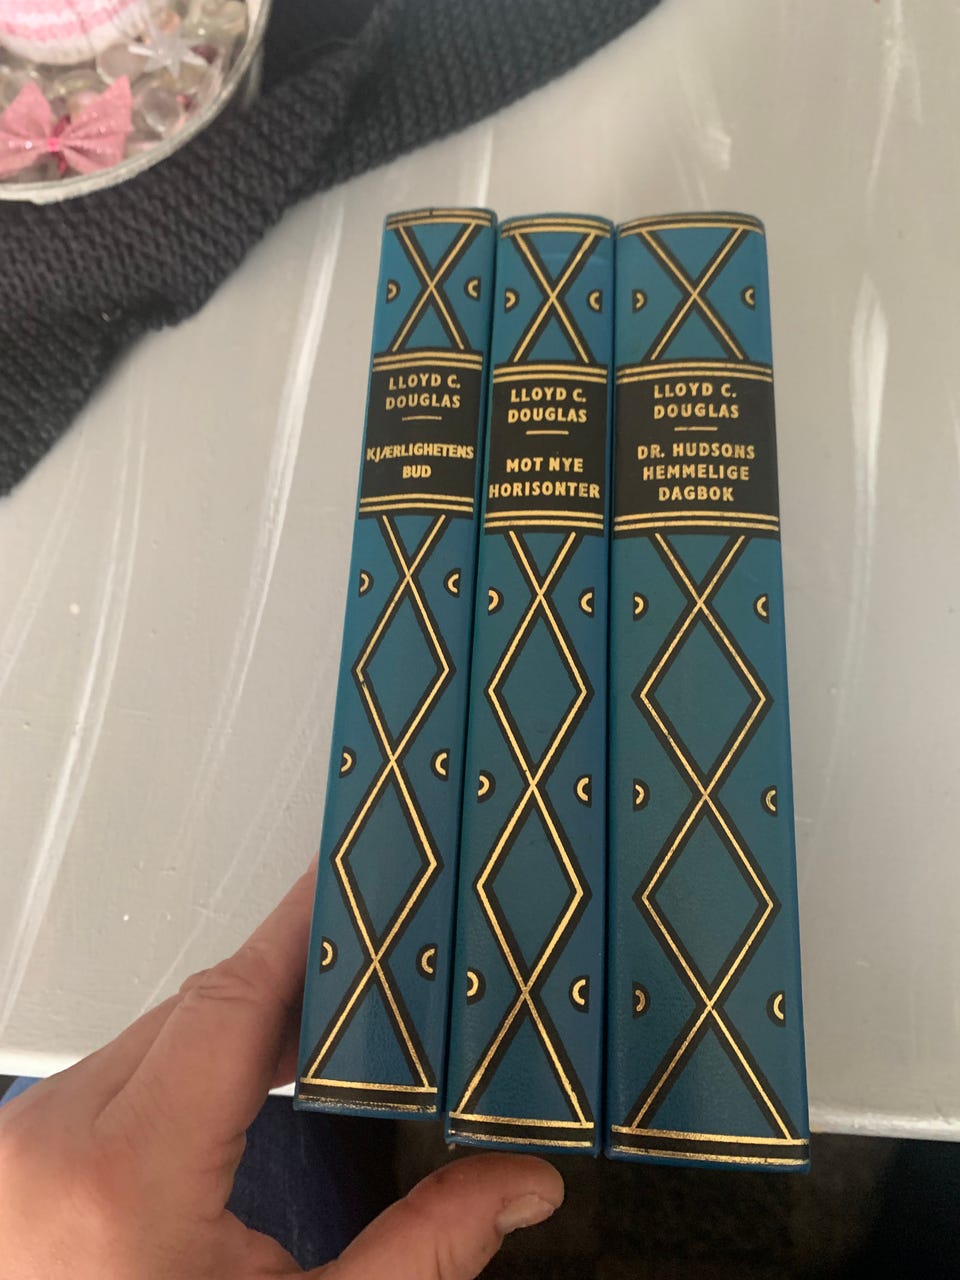 LLOYD C.
DOUGLAS
KJÆRLIGHETENS
BUD
LLOYD C.
DOUGLAS
MOT NYE
HORISONTER
LLOYD C.
DOUGLAS
DR. HUDSONS
HEMMELIGE
DAGBOK